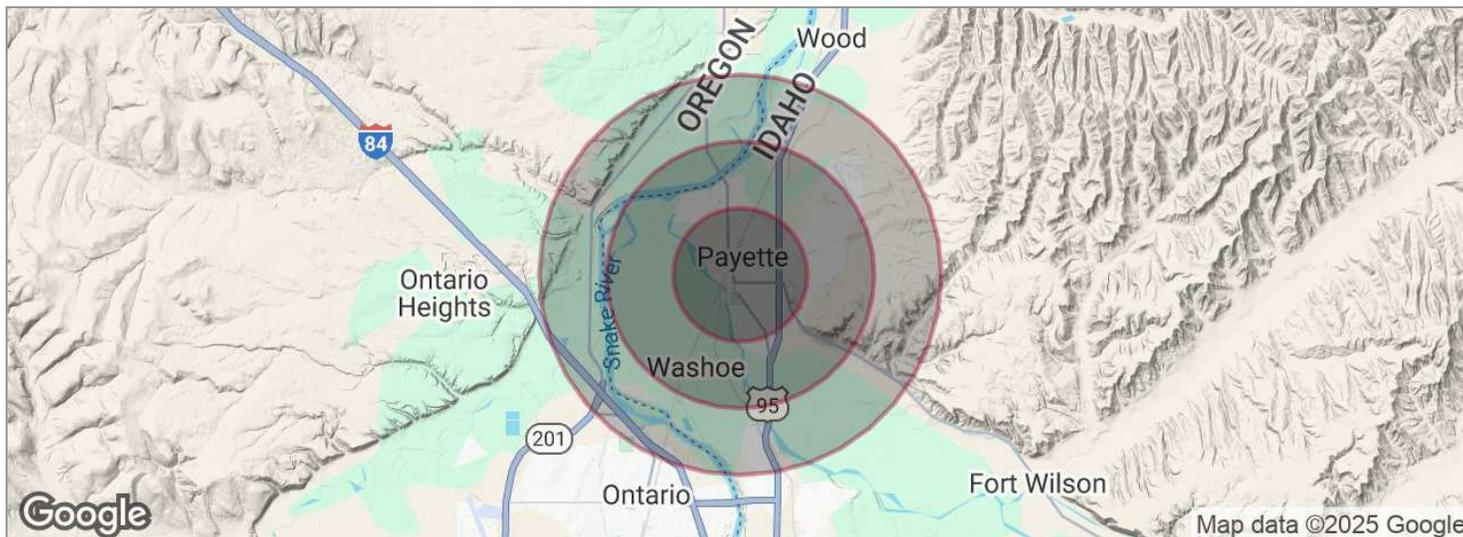 Wood
OREGON
IDAHO
84
Payette
Ontario
Heights
Snake River
Washoe
95
201
Ontario
Fort Wilson
Google
Map data ©2025 Google